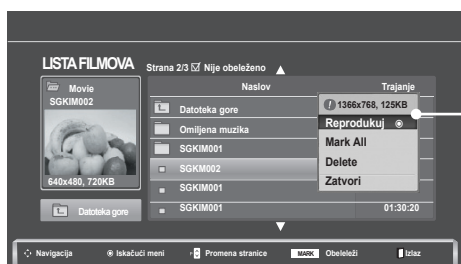 LISTA FILMOVA
Strana 2/3 ☑ Nije obeleženo
Movie
SGKIM002
640x480, 720KB
Datoteka gore
Naslov
Trajanje
Datoteka gore
Omiljena muzika
SGKIM001
SGKM002
SGKIM001
SGKIM001
01:30:20
1366x768, 125KB
Reprodukuj
Mark All
Delete
Zatvori
Navigacija
Iskačući meni
Promena stranice
MARK Obeleleži
Izlaz